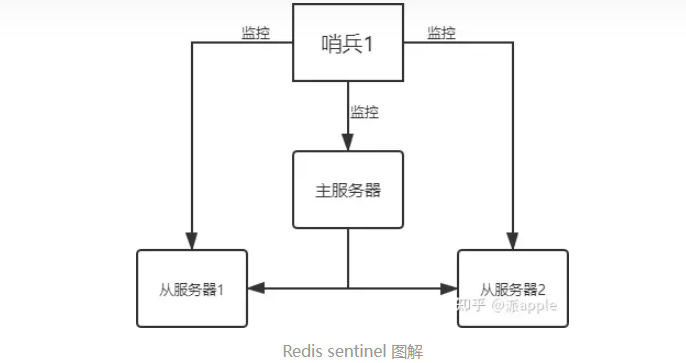 哨兵1
监控
监控
监控
主服务器
从服务器1
从服务器2
知乎 @派apple
Redis sentinel 图解